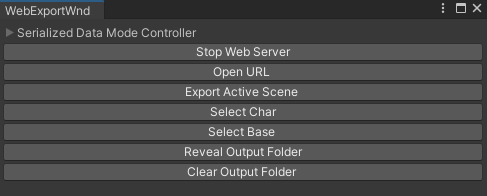 WebExportWnd
Serialized Data Mode Controller
Stop Web Server
Open URL
Export Active Scene
Select Char
Select Base
Reveal Output Folder
Clear Output Folder